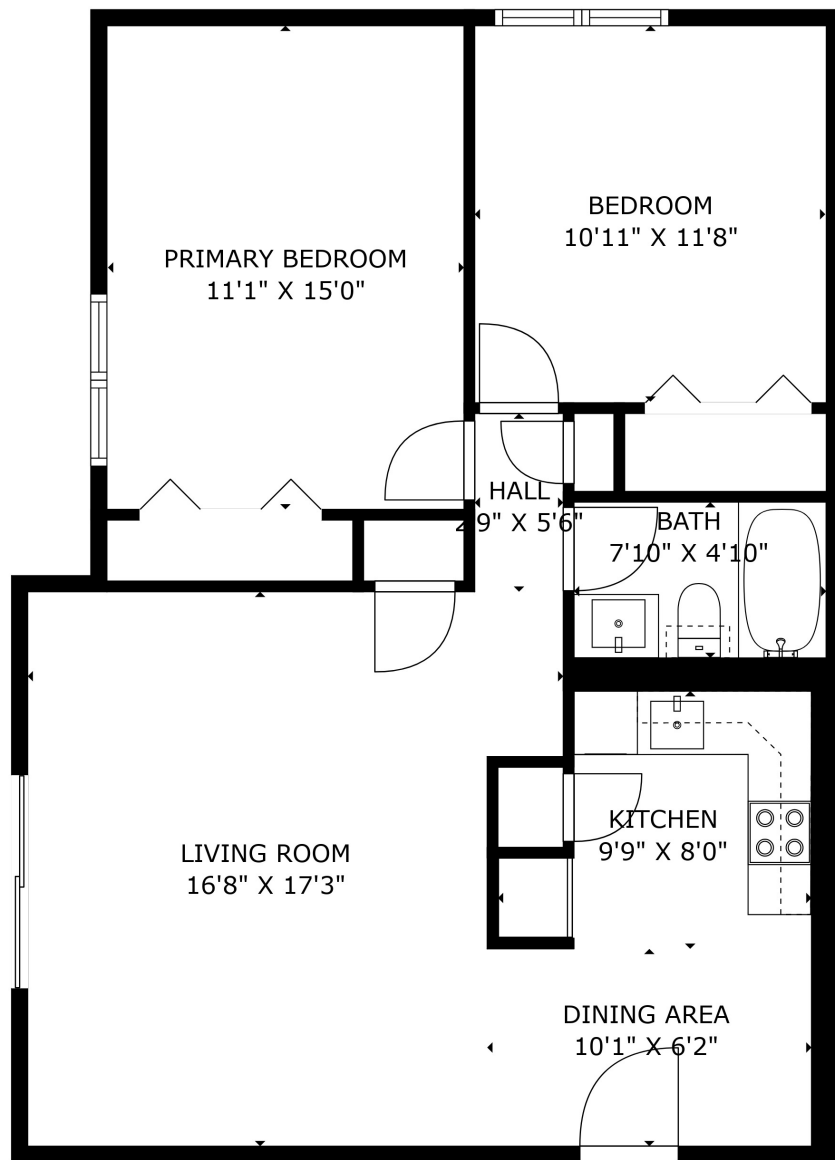 BEDROOM
10'11" X 11'8"
PRIMARY BEDROOM
11'1" X 15'0"
HALL
2'9" X 5'6"
BATH
7'10" X 4'10"
KITCHEN
9'9" X 8'0"
LIVING ROOM
16'8" X 17'3"
DINING AREA
10'1" X 6'2"